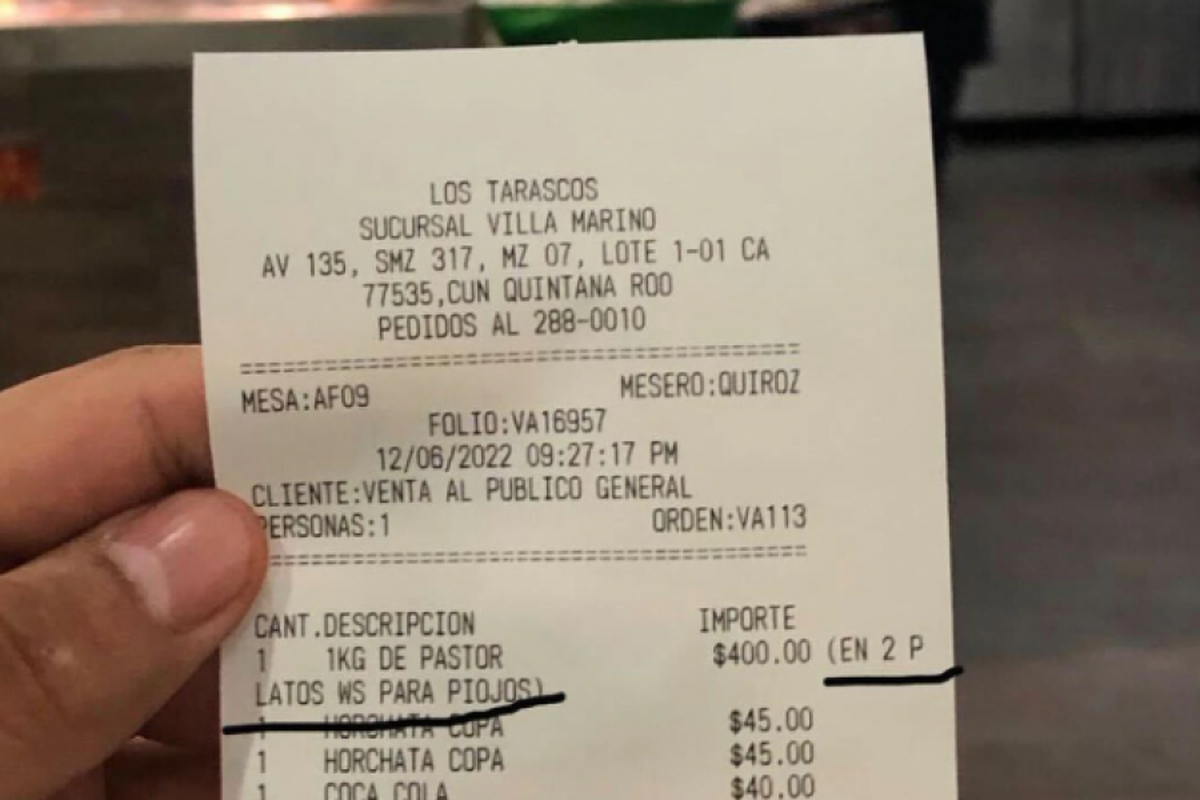 LOS TARASCOS
SUCURSAL VILLA MARINO
AV 135, SMZ 317, MZ 07, LOTE 1-01 CA
77535,CUN QUINTANA ROO
PEDIDOS AL 288-0010
MESA:AF09 MESERO:QUIROZ
FOLIO:VA16957
12/06/2022 09:27:17 PM
CLIENTE:VENTA AL PUBLICO GENERAL
PERSONAS:1 ORDEN:VA113
CANT.DESCRIPCION IMPORTE
1 1KG DE PASTOR $400.00 (EN 2 P
LATOS WS PARA PIOJOS)
1 HORCHATA COPA $45.00
1 HORCHATA COPA $45.00
1 COCA COLA $40.00